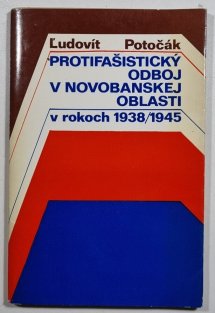 Ľudovít Potočák
PROTIFAŠISTICKÝ
ODBOJ
V NOVOBANSKEJ
OBLASTI
v rokoch 1938/1945